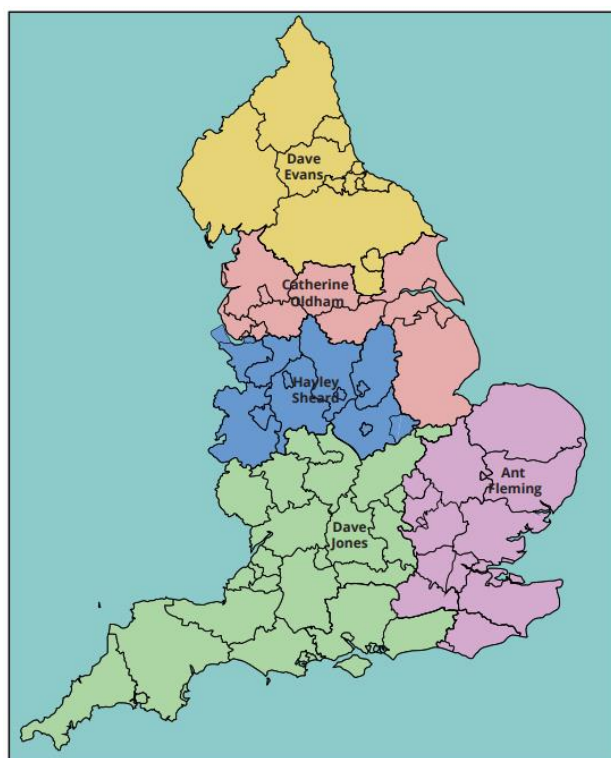 Dave
Evans
Catherine
Oldham
Hayley
Sheard
Ant
Fleming
Dave
Jones